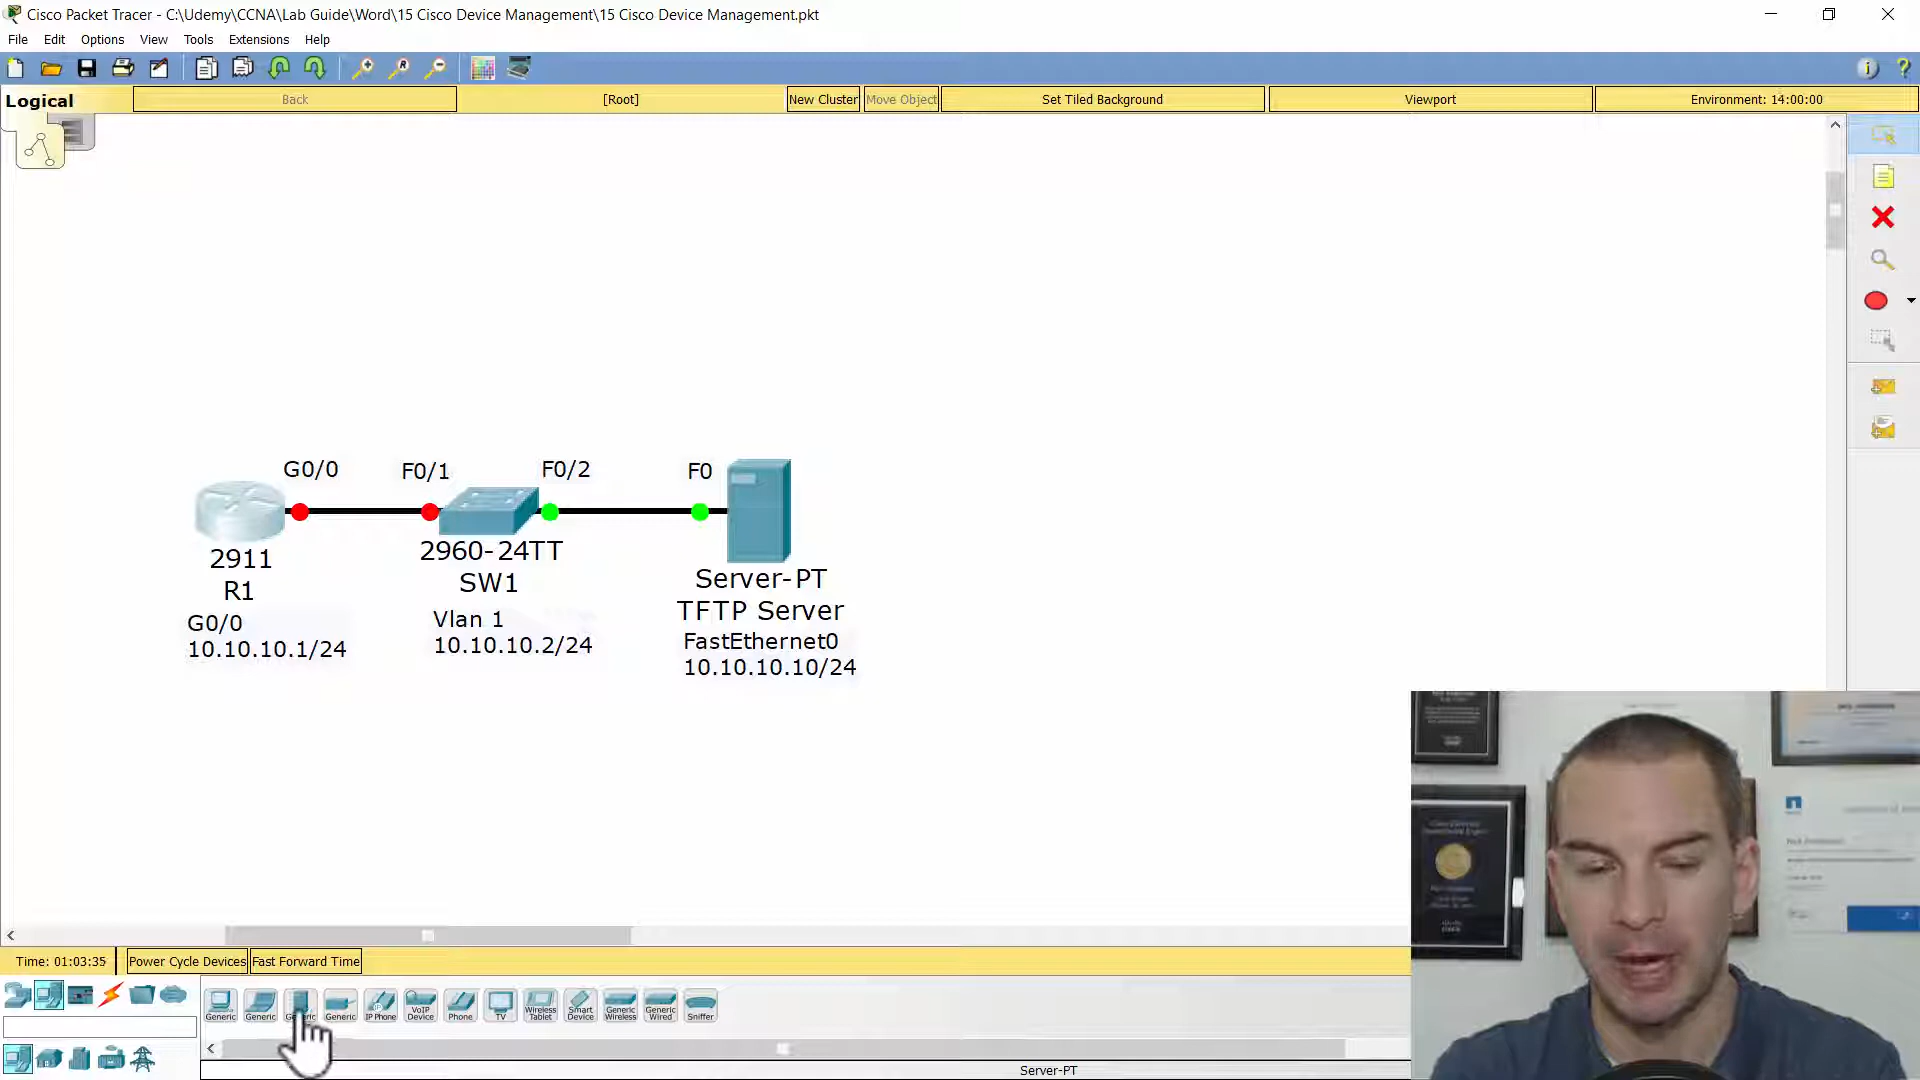 Cisco Packet Tracer - C:\Udemy\CCNA\Lab Guide\Word\15 Cisco Device Management\15 Cisco Device Management.pkt
File Edit Options View Tools Extensions Help
Logical Back [Root] New Cluster Move Object Set Tiled Background Viewport Environment: 14:00:00
G0/0 F0/1 F0/2 F0
2911
R1
G0/0
10.10.10.1/24
2960-24TT
SW1
Vlan 1
10.10.10.2/24
Server-PT
TFTP Server
FastEthernet0
10.10.10.10/24
Time: 01:03:35 Power Cycle Devices Fast Forward Time
Generic Generic Generic Generic IP Phone VoIP Device Phone TV Wireless Tablet Smart Device Generic Wireless Generic Wired Sniffer
Server-PT